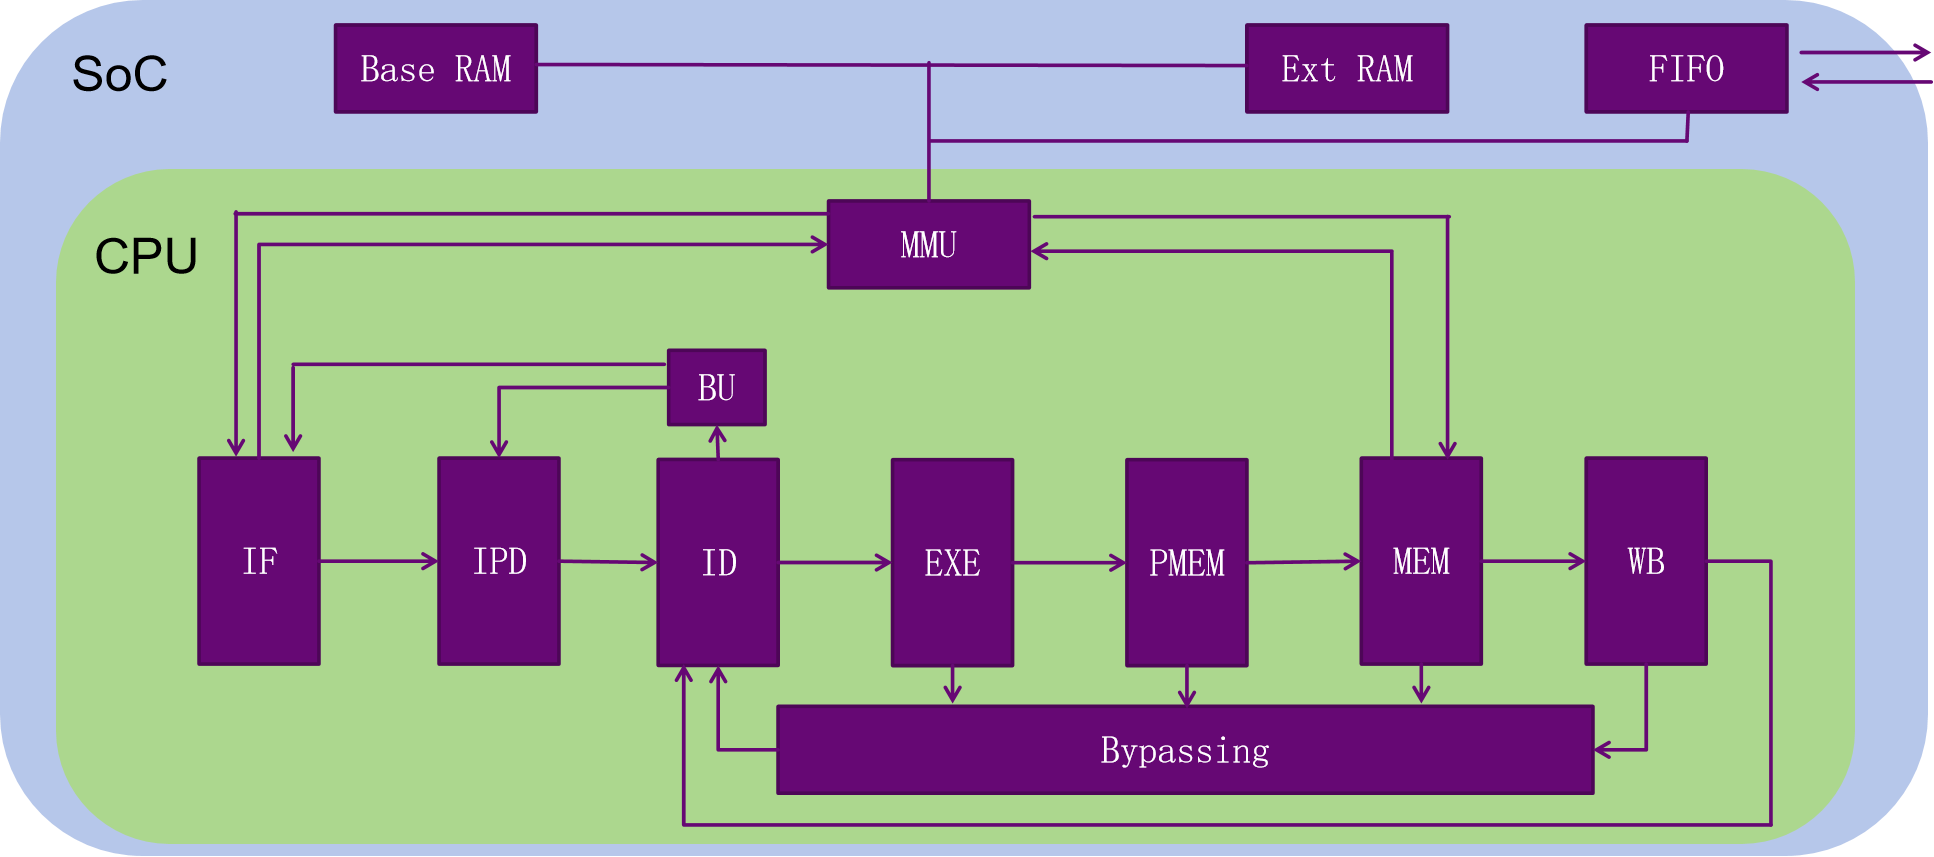 SoC
Base RAM
Ext RAM
FIFO
CPU
MMU
BU
IF
IPD
ID
EXE
PMEM
MEM
WB
Bypassing